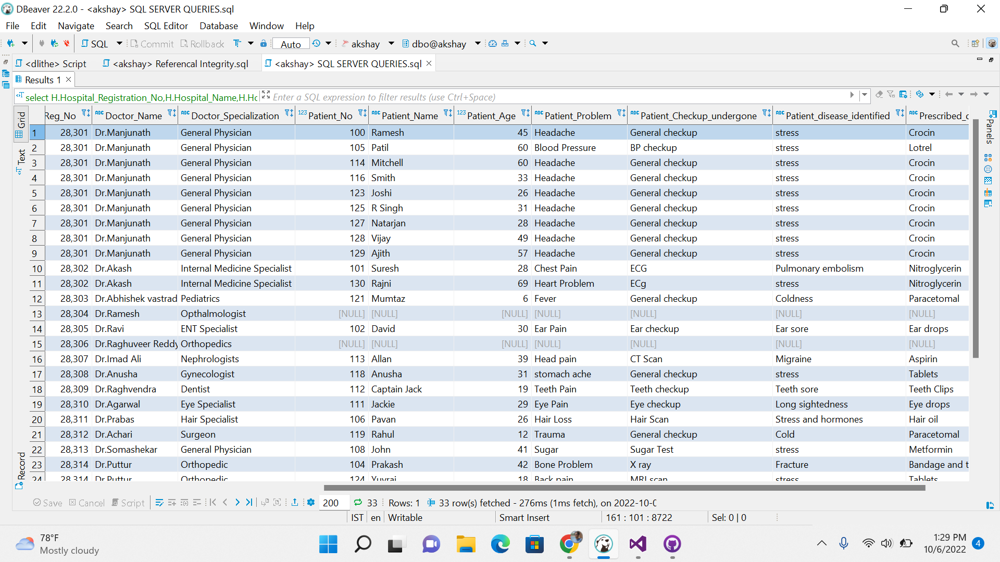 DBeaver 22.2.0 - <akshay> SQL SERVER QUERIES.sql
File Edit Navigate Search SQL Editor Database Window Help
SQL Commit Rollback Auto akshay dbo@akshay
<dlithe> Script <akshay> Referencal Integrity.sql <akshay> SQL SERVER QUERIES.sql
Results 1
select H.Hospital_Registration_No,H.Hospital_Name,H.Ho Enter a SQL expression to filter results (use Ctrl+Space)
Reg_No ABC Doctor_Name ABC Doctor_Specialization 123 Patient_No ABC Patient_Name 123 Patient_Age ABC Patient_Problem ABC Patient_Checkup_undergone ABC Patient_disease_identified ABC Prescribed_
1 28,301 Dr.Manjunath General Physician 100 Ramesh 45 Headache General checkup stress Crocin
2 28,301 Dr.Manjunath General Physician 105 Patil 60 Blood Pressure BP checkup stress Lotrel
3 28,301 Dr.Manjunath General Physician 114 Mitchell 60 Headache General checkup stress Crocin
4 28,301 Dr.Manjunath General Physician 116 Smith 33 Headache General checkup stress Crocin
5 28,301 Dr.Manjunath General Physician 123 Joshi 26 Headache General checkup stress Crocin
6 28,301 Dr.Manjunath General Physician 125 R Singh 31 Headache General checkup stress Crocin
7 28,301 Dr.Manjunath General Physician 127 Natarjan 28 Headache General checkup stress Crocin
8 28,301 Dr.Manjunath General Physician 128 Vijay 49 Headache General checkup stress Crocin
9 28,301 Dr.Manjunath General Physician 129 Ajith 57 Headache General checkup stress Crocin
10 28,302 Dr.Akash Internal Medicine Specialist 101 Suresh 28 Chest Pain ECG Pulmonary embolism Nitroglycerin
11 28,302 Dr.Akash Internal Medicine Specialist 130 Rajni 69 Heart Problem ECg stress Nitroglycerin
12 28,303 Dr.Abhishek vastrad Pediatrics 121 Mumtaz 6 Fever General checkup Coldness Paracetomal
13 28,304 Dr.Ramesh Opthalmologist [NULL] [NULL] [NULL] [NULL] [NULL] [NULL] [NULL]
14 28,305 Dr.Ravi ENT Specialist 102 David 30 Ear Pain Ear checkup Ear sore Ear drops
15 28,306 Dr.Raghuveer Reddy Orthopedics [NULL] [NULL] [NULL] [NULL] [NULL] [NULL] [NULL]
16 28,307 Dr.Imad Ali Nephrologists 113 Allan 39 Head pain CT Scan Migraine Aspirin
17 28,308 Dr.Anusha Gynecologist 118 Anusha 31 stomach ache General checkup stress Tablets
18 28,309 Dr.Raghvendra Dentist 112 Captain Jack 19 Teeth Pain Teeth checkup Teeth sore Teeth Clips
19 28,310 Dr.Agarwal Eye Specialist 111 Jackie 29 Eye Pain Eye checkup Long sightedness Eye drops
20 28,311 Dr.Prabas Hair Specialist 106 Pavan 26 Hair Loss Hair Scan Stress and hormones Hair oil
21 28,312 Dr.Achari Surgeon 119 Rahul 12 Trauma General checkup Cold Paracetomal
22 28,313 Dr.Somashekar General Physician 108 John 41 Sugar Sugar Test stress Metformin
23 28,314 Dr.Puttur Orthopedic 104 Prakash 42 Bone Problem X ray Fracture Bandage and t
24 28,314 Dr.Puttur Orthopedic 124 Yuvraj 18 Back pain MRI scan stress Tablets
Grid
Text
Record
Panels
Save Cancel Script 200 33 Rows: 1 33 row(s) fetched - 276ms (1ms fetch), on 2022-10-0
IST en Writable Smart Insert 161 : 101 : 8722 Sel: 0 | 0
78°F
Mostly cloudy
1:29 PM
10/6/2022
4